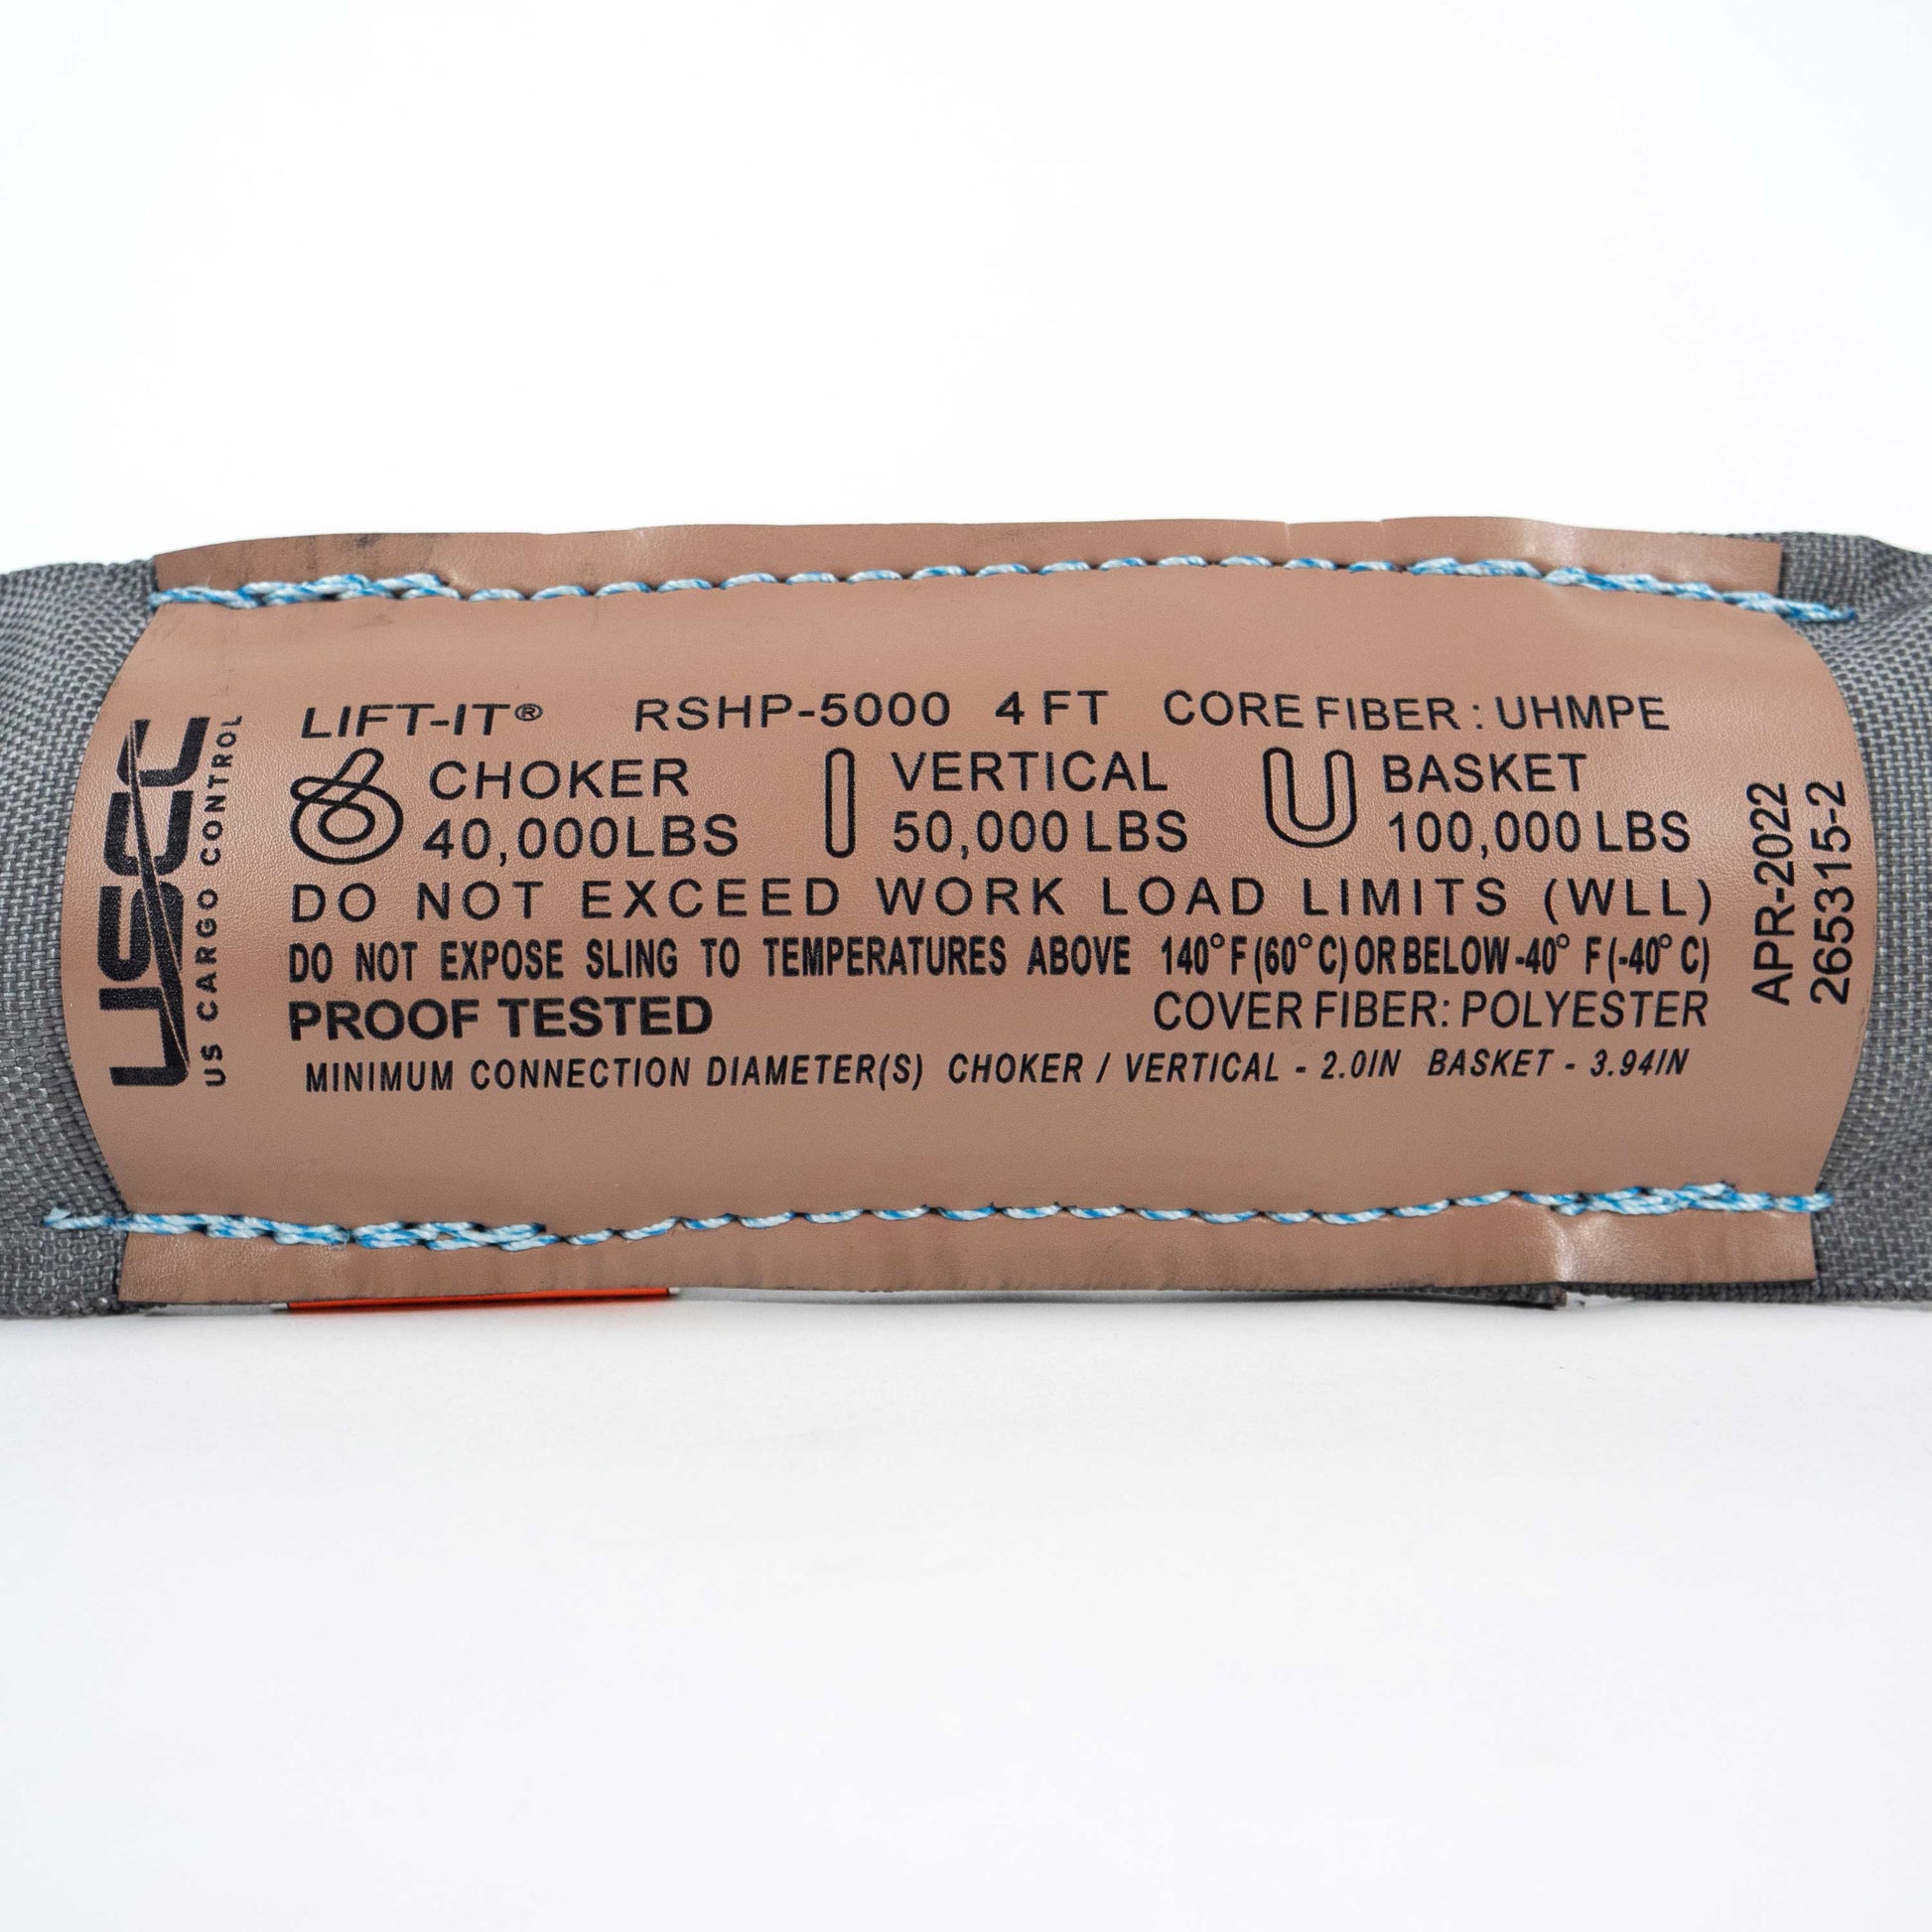 USCC
US CARGO CONTROL
LIFT-IT® RSHP-5000 4 FT CORE FIBER : UHMPE
CHOKER VERTICAL BASKET
40,000LBS 50,000 LBS 100,000 LBS
DO NOT EXCEED WORK LOAD LIMITS (WLL)
DO NOT EXPOSE SLING TO TEMPERATURES ABOVE 140° F (60° C) OR BELOW -40° F (-40° C)
PROOF TESTED COVER FIBER: POLYESTER
MINIMUM CONNECTION DIAMETER(S) CHOKER / VERTICAL - 2.0IN BASKET - 3.94IN
APR-2022
265315-2